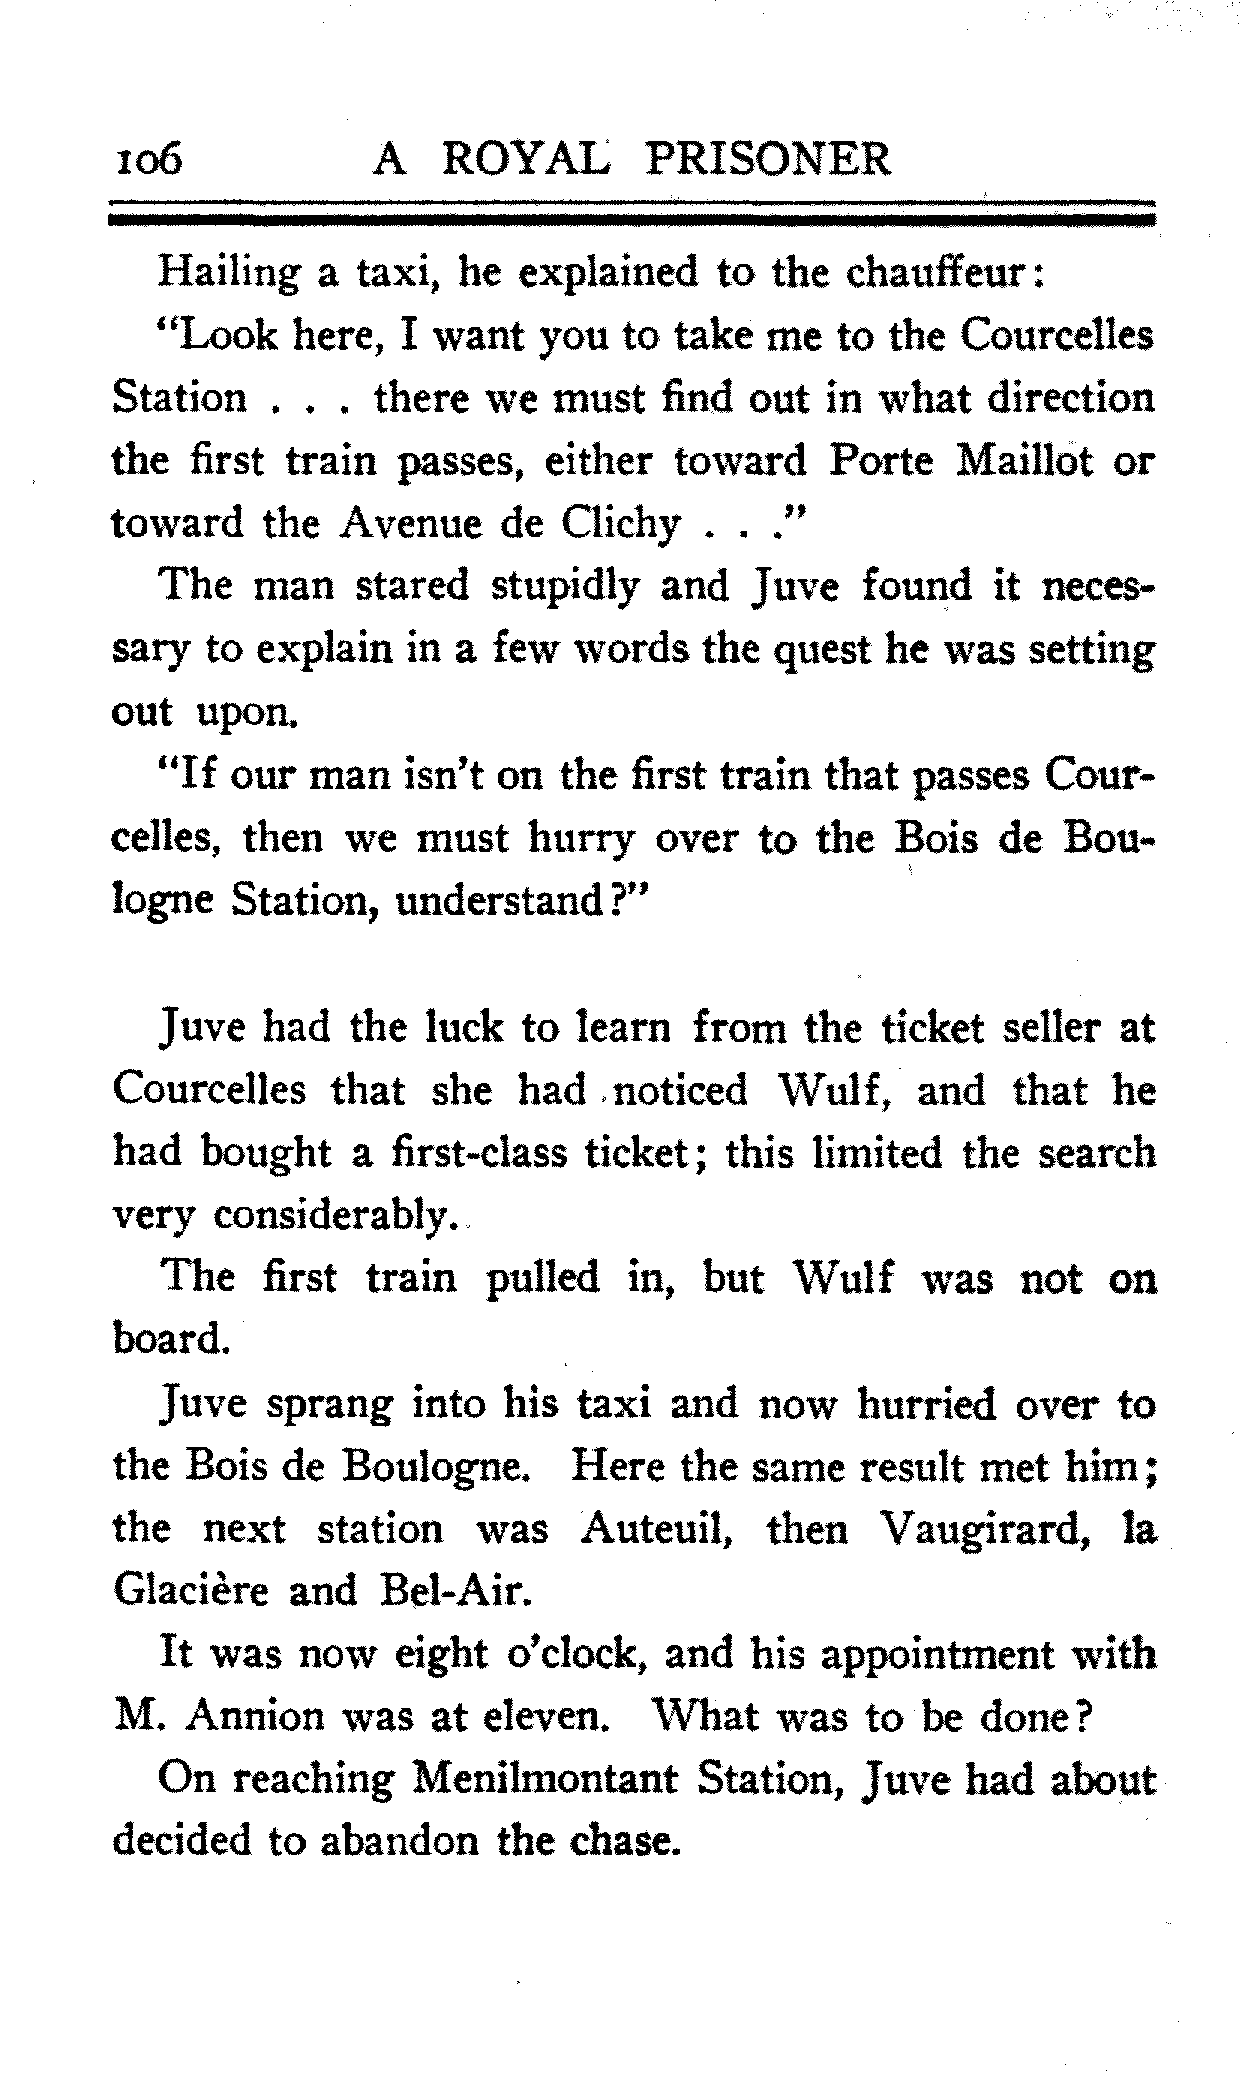 106 A ROYAL PRISONER
Hailing a taxi, he explained to the chauffeur:
“Look here, I want you to take me to the Courcelles
Station . . . there we must find out in what direction
the first train passes, either toward Porte Maillot or
toward the Avenue de Clichy . . .”
The man stared stupidly and Juve found it neces-
sary to explain in a few words the quest he was setting
out upon.
“If our man isn't on the first train that passes Cour-
celles, then we must hurry over to the Bois de Bou-
logne Station, understand?”
Juve had the luck to learn from the ticket seller at
Courcelles that she had noticed Wulf, and that he
had bought a first-class ticket; this limited the search
very considerably.
The first train pulled in, but Wulf was not on
board.
Juve sprang into his taxi and now hurried over to
the Bois de Boulogne. Here the same result met him;
the next station was Auteuil, then Vaugirard, la
Glacière and Bel-Air.
It was now eight o'clock, and his appointment with
M. Annion was at eleven. What was to be done?
On reaching Menilmontant Station, Juve had about
decided to abandon the chase.